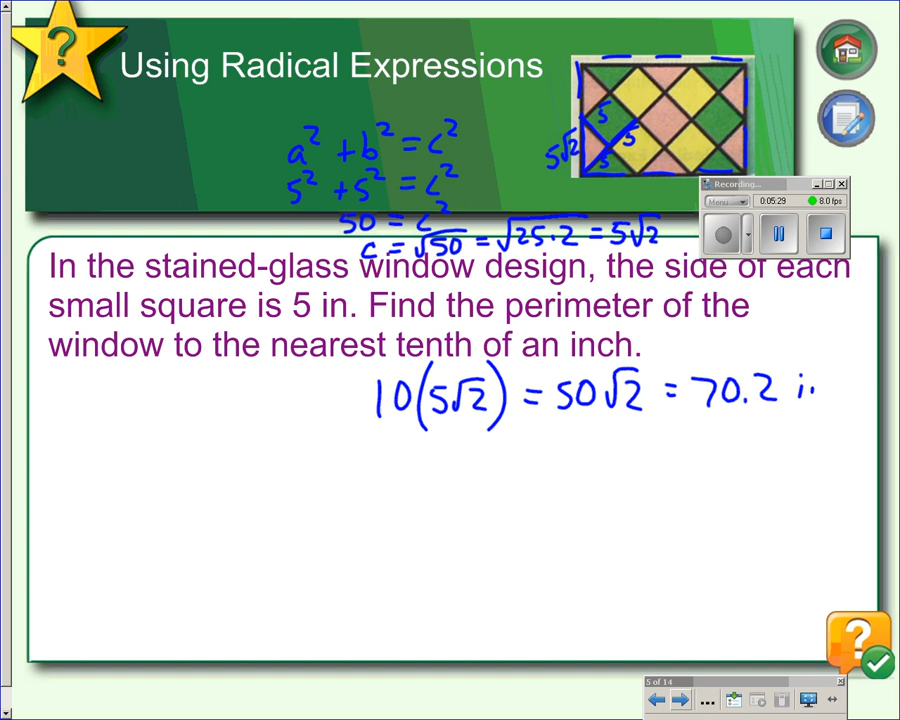 Using Radical Expressions
a² + b² = c²
5² + 5² = c²
50 = c²
c = √50 = √25·2 = 5√2
5
5
5
5√2
Recording...
Menu
0:05:29
8.0 fps
In the stained-glass window design, the side of each
small square is 5 in. Find the perimeter of the
window to the nearest tenth of an inch.
10(5√2) = 50√2 = 70.2 i..
5 of 14